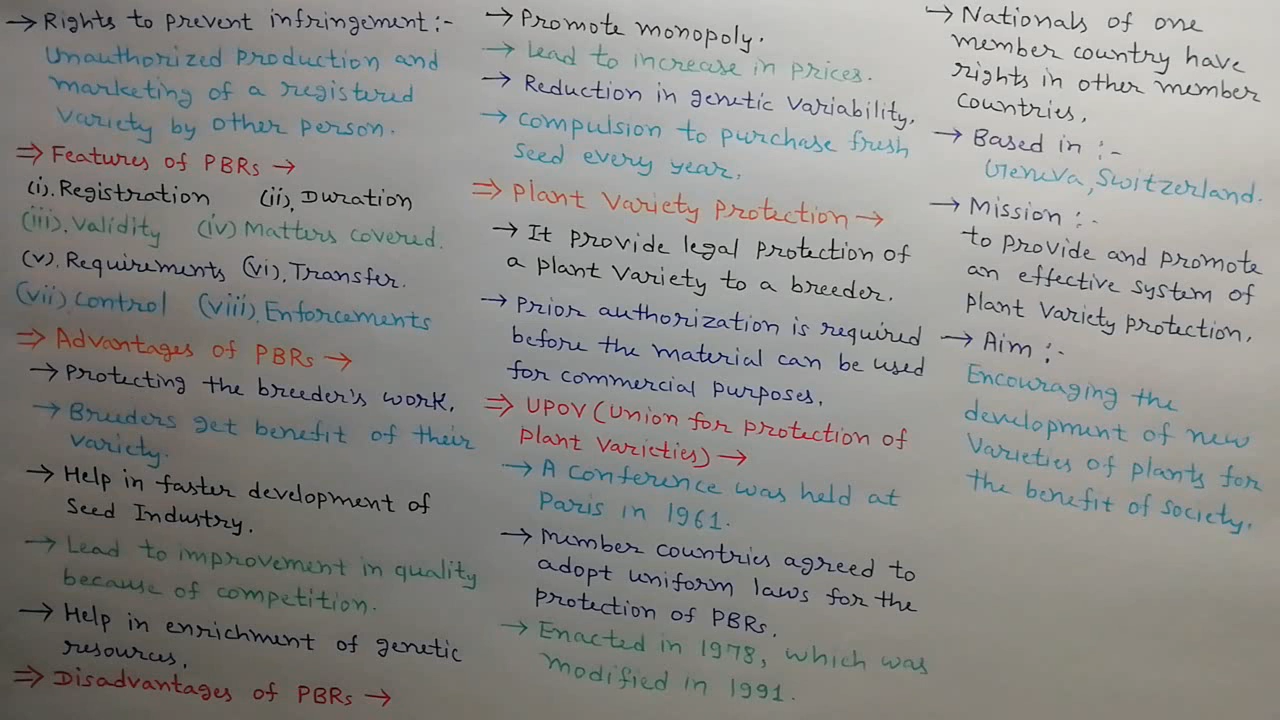 → Rights to prevent infringement:-
Unauthorized production and
marketing of a registered
variety by other person.
⇒ Features of PBRs →
(i). Registration (ii). Duration
(iii). Validity (iv) Matters covered.
(v). Requirements (vi). Transfer.
(vii) Control (viii). Enforcements
⇒ Advantages of PBRs →
→ Protecting the breeder's work.
→ Breeders get benefit of their
variety.
→ Help in faster development of
Seed Industry.
→ Lead to improvement in quality
because of competition.
→ Help in enrichment of genetic
resources.
⇒ Disadvantages of PBRs →
→ Promote monopoly.
→ Lead to increase in prices.
→ Reduction in genetic variability.
→ compulsion to purchase fresh
seed every year.
⇒ Plant Variety Protection →
→ It provide legal protection of
a plant variety to a breeder.
→ Prior authorization is required
before the material can be used
for commercial purposes.
⇒ UPOV (Union for protection of
plant Varieties) →
→ A conference was held at
Paris in 1961.
→ Member countries agreed to
adopt uniform laws for the
protection of PBRs.
→ Enacted in 1978, which was
modified in 1991.
→ Nationals of one
member country have
rights in other member
countries.
→ Based in :-
Geneva, Switzerland.
→ Mission :-
to provide and promote
an effective system of
plant variety protection.
→ Aim :-
Encouraging the
development of new
varieties of plants for
the benefit of society.